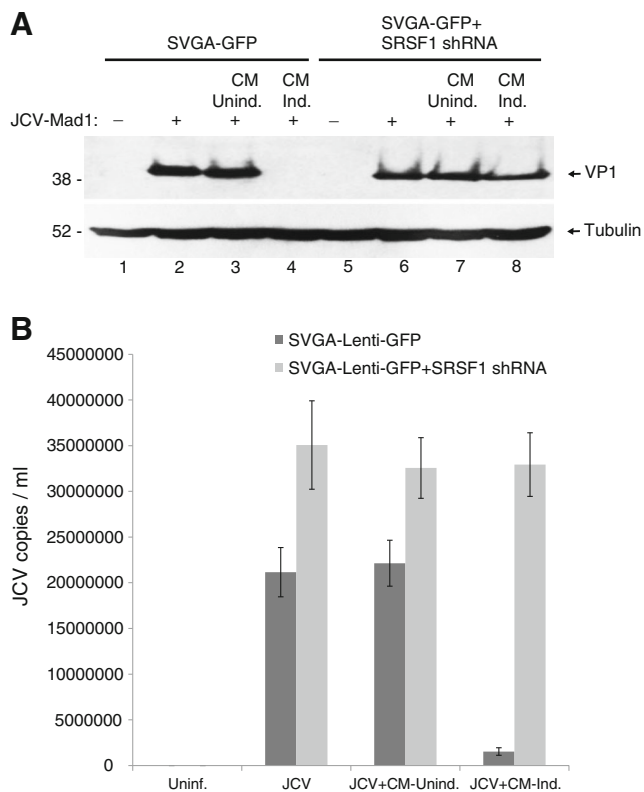 A
SVGA-GFP
SVGA-GFP+
SRSF1 shRNA
CM CM CM CM
Unind. Ind. Unind. Ind.
JCV-Mad1: – + + + – + + +
38 - ← VP1
52 - ← Tubulin
1 2 3 4 5 6 7 8
B
SVGA-Lenti-GFP
SVGA-Lenti-GFP+SRSF1 shRNA
JCV copies / ml
45000000
40000000
35000000
30000000
25000000
20000000
15000000
10000000
5000000
0
Uninf. JCV JCV+CM-Unind. JCV+CM-Ind.